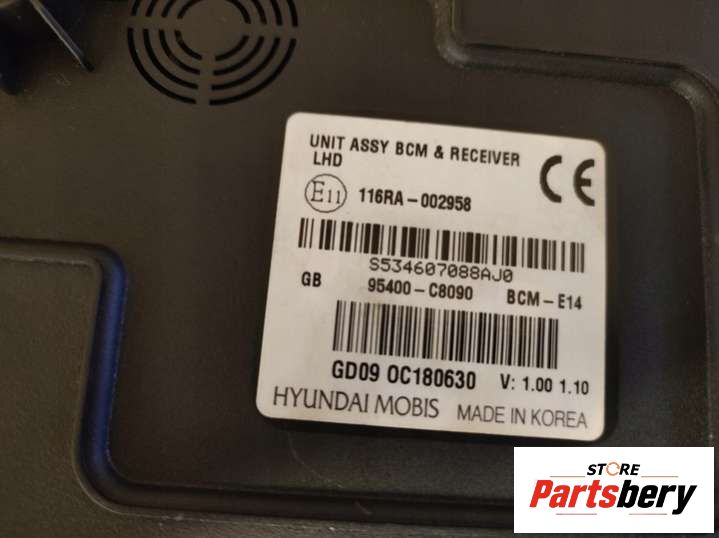 UNIT ASSY BCM & RECEIVER
LHD
CE
E11 116RA-002958
S534607088AJ0
GB 95400-C8090 BCM-E14
GD09 0C180630 V: 1.00 1.10
HYUNDAI MOBIS MADE IN KOREA
STORE
Partsbery